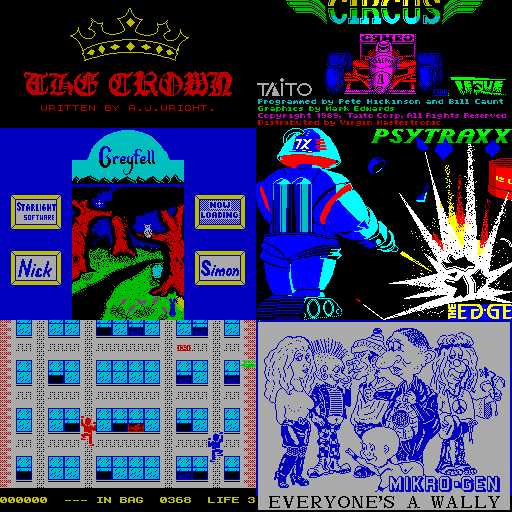 THE CROWN
WRITTEN BY A.J.WRIGHT.
CIRCUS
TAITO
Programmed by Pete Hickinson and Bill Caunt
Graphics by Mark Edwards
Copyright 1989, Taito Corp, All Rights Reserved
Distributed by Virgin Mastertronic
Greyfell
STARLIGHT
SOFTWARE
NOW
LOADING
Nick
Simon
PSYTRAXX
7X
THE EDGE
000000 --- IN BAG 0368 LIFE 3
MIKRO-GEN
EVERYONE'S A WALLY